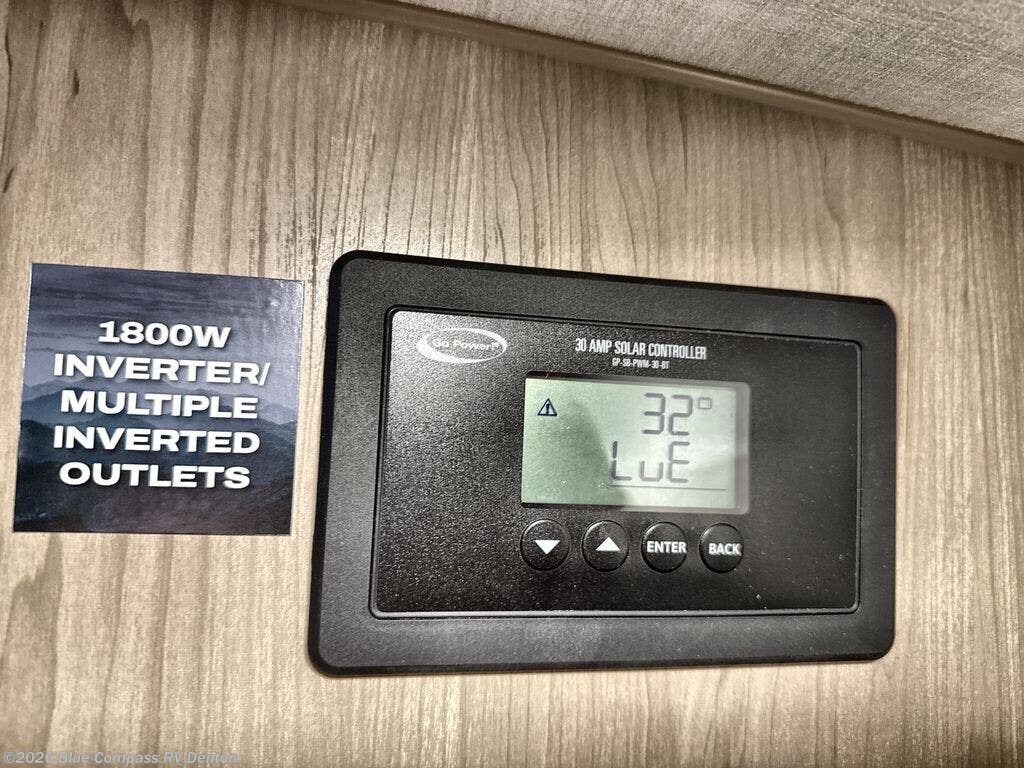 1800W
INVERTER/
MULTIPLE
INVERTED
OUTLETS
Go Power!
30 AMP SOLAR CONTROLLER
GP-SB-PWM-30-BT
32°
LuE
ENTER
BACK
©2026 Blue Compass RV Denton